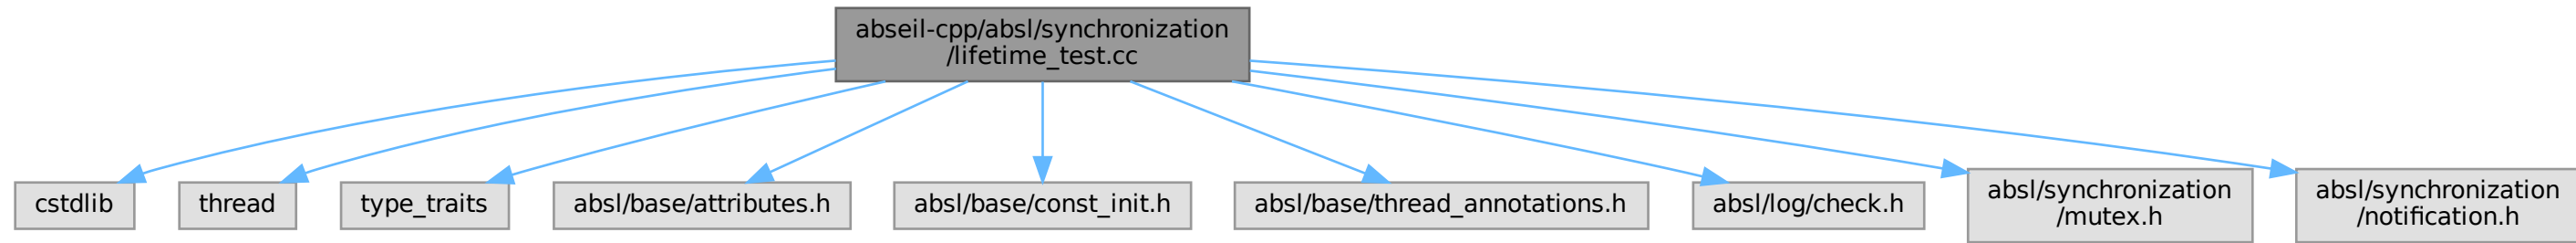 abseil-cpp/absl/synchronization
/lifetime_test.cc
cstdlib
thread
type_traits
absl/base/attributes.h
absl/base/const_init.h
absl/base/thread_annotations.h
absl/log/check.h
absl/synchronization
/mutex.h
absl/synchronization
/notification.h